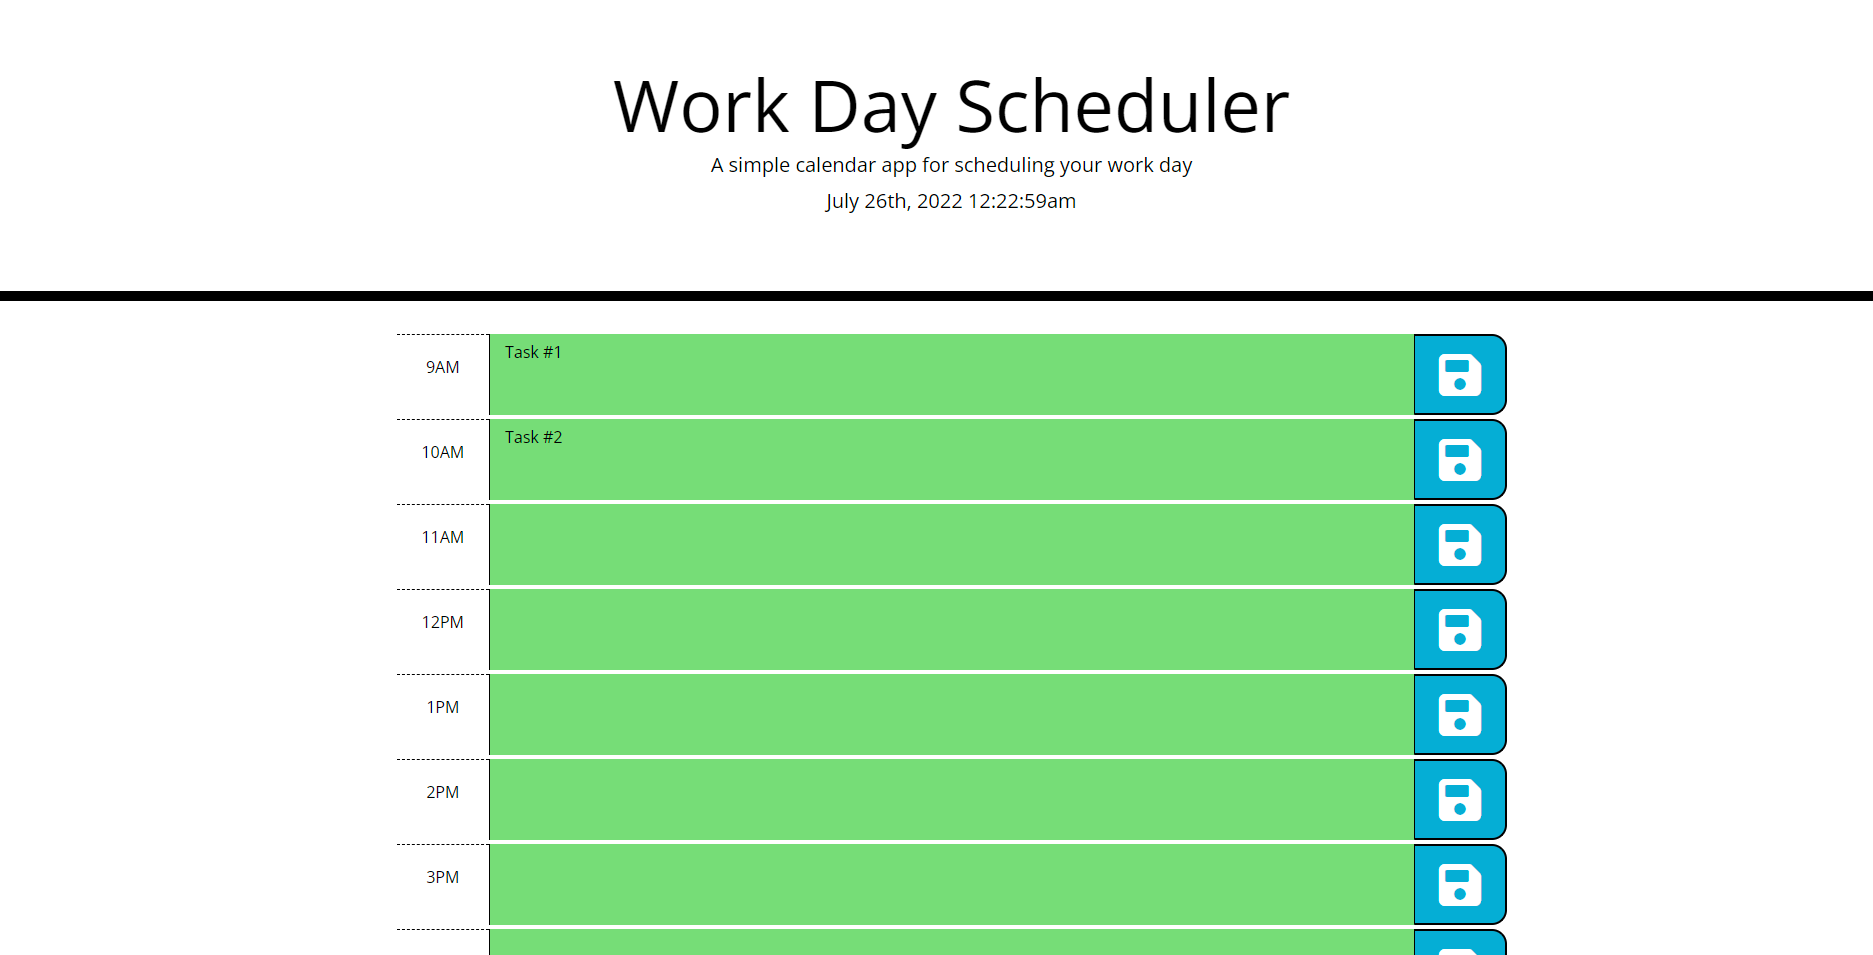 Work Day Scheduler
A simple calendar app for scheduling your work day
July 26th, 2022 12:22:59am
9AM
Task #1
10AM
Task #2
11AM
12PM
1PM
2PM
3PM